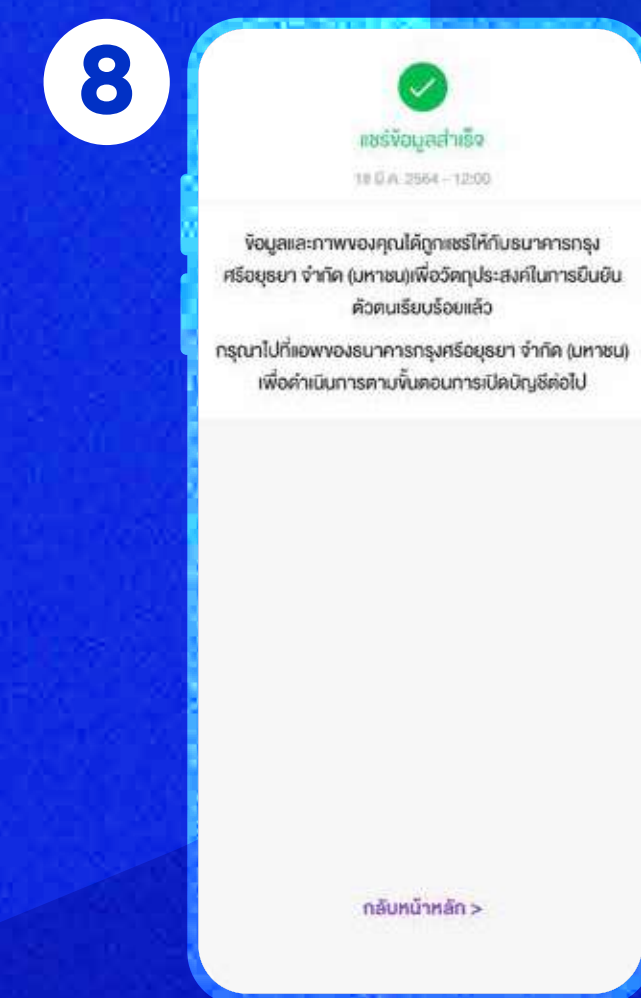 8
แชร์ข้อมูลสำเร็จ
18 มี.ค. 2564 - 12:00
ข้อมูลและภาพของคุณได้ถูกแชร์ให้กับธนาคารกรุง
ศรีอยุธยา จำกัด (มหาชน)เพื่อวัตถุประสงค์ในการยืนยัน
ตัวตนเรียบร้อยแล้ว
กรุณาไปที่แอพของธนาคารกรุงศรีอยุธยา จำกัด (มหาชน)
เพื่อดำเนินการตามขั้นตอนการเปิดบัญชีต่อไป
กลับหน้าหลัก >